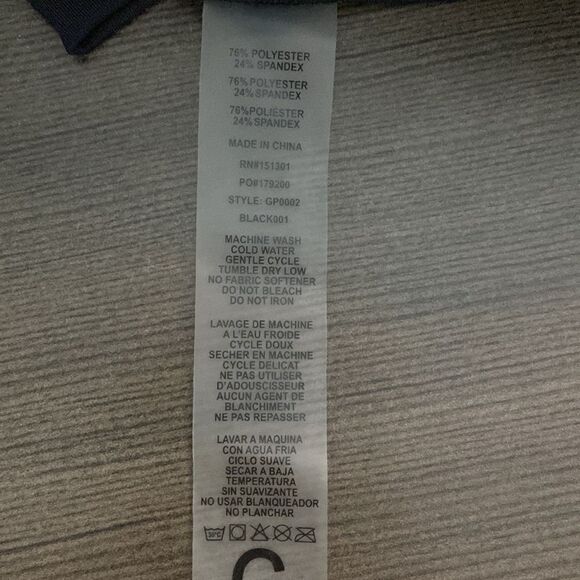 76% POLYESTER
24% SPANDEX
76% POLYESTER
24% SPANDEX
76% POLIÉSTER
24% SPANDEX
MADE IN CHINA
RN#151301
PO#179200
STYLE: GP0002
BLACK001
MACHINE WASH
COLD WATER
GENTLE CYCLE
TUMBLE DRY LOW
NO FABRIC SOFTENER
DO NOT BLEACH
DO NOT IRON
LAVAGE DE MACHINE
A L'EAU FROIDE
CYCLE DOUX
SECHER EN MACHINE
CYCLE DELICAT
NE PAS UTILISER
D'ADOUSCISSEUR
AUCUN AGENT DE
BLANCHIMENT
NE PAS REPASSER
LAVAR A MAQUINA
CON AGUA FRIA
CICLO SUAVE
SECAR A BAJA
TEMPERATURA
SIN SUAVIZANTE
NO USAR BLANQUEADOR
NO PLANCHAR
30°C